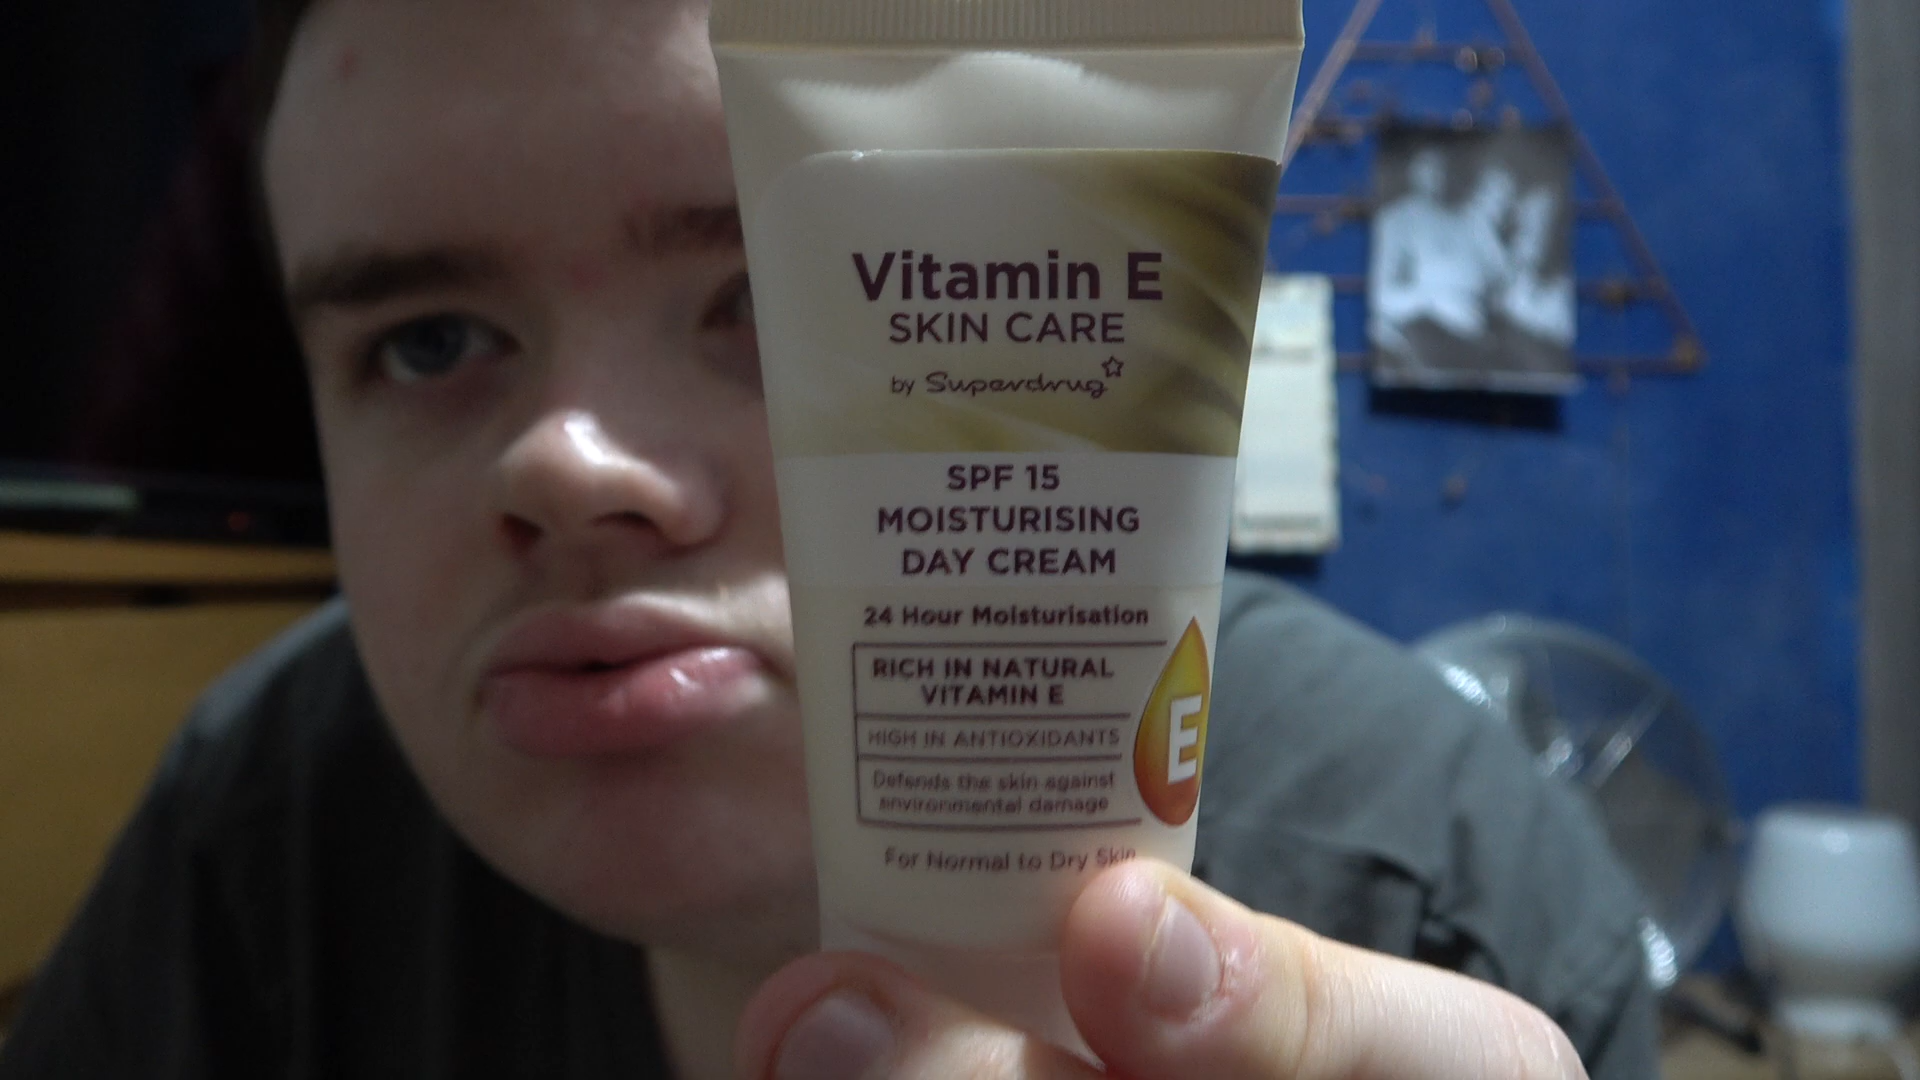 Vitamin E
SKIN CARE
by Superdrug
SPF 15
MOISTURISING
DAY CREAM
24 Hour Moisturisation
RICH IN NATURAL
VITAMIN E
HIGH IN ANTIOXIDANTS
Defends the skin against
environmental damage
E
For Normal to Dry Skin